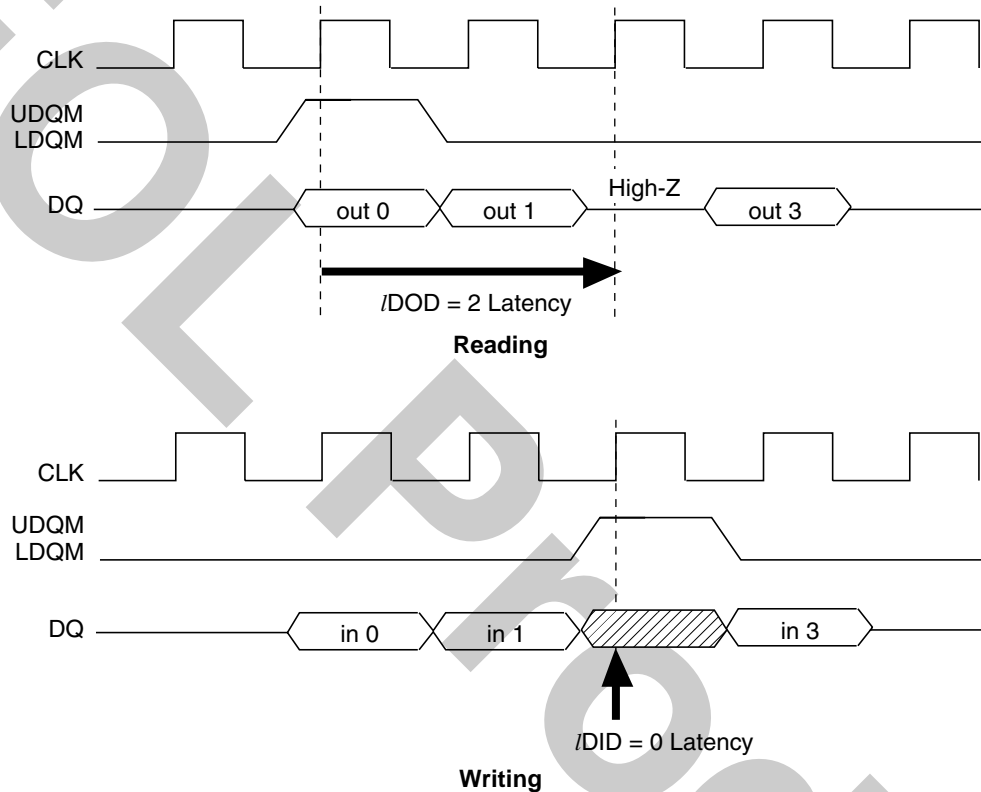 CLK
UDQM
LDQM
DQ
out 0
out 1
High-Z
out 3
lDOD = 2 Latency
Reading
CLK
UDQM
LDQM
DQ
in 0
in 1
in 3
lDID = 0 Latency
Writing